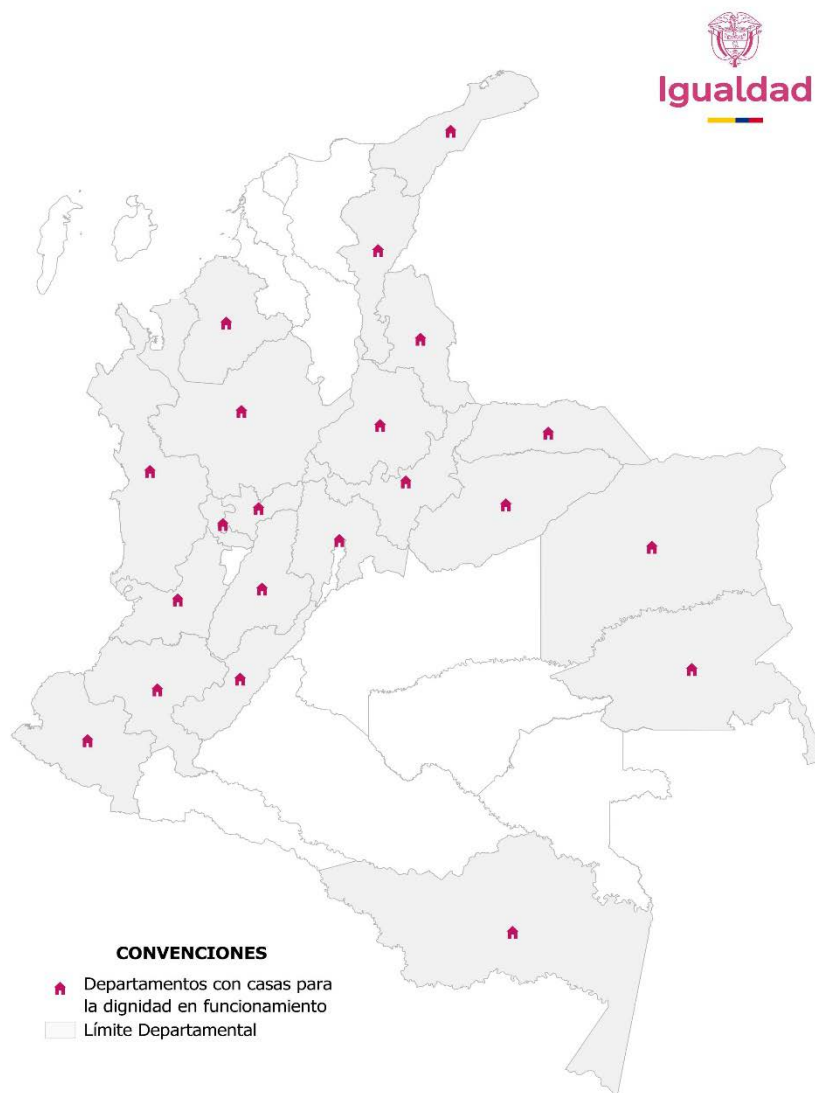 Igualdad
CONVENCIONES
Departamentos con casas para
la dignidad en funcionamiento
Límite Departamental